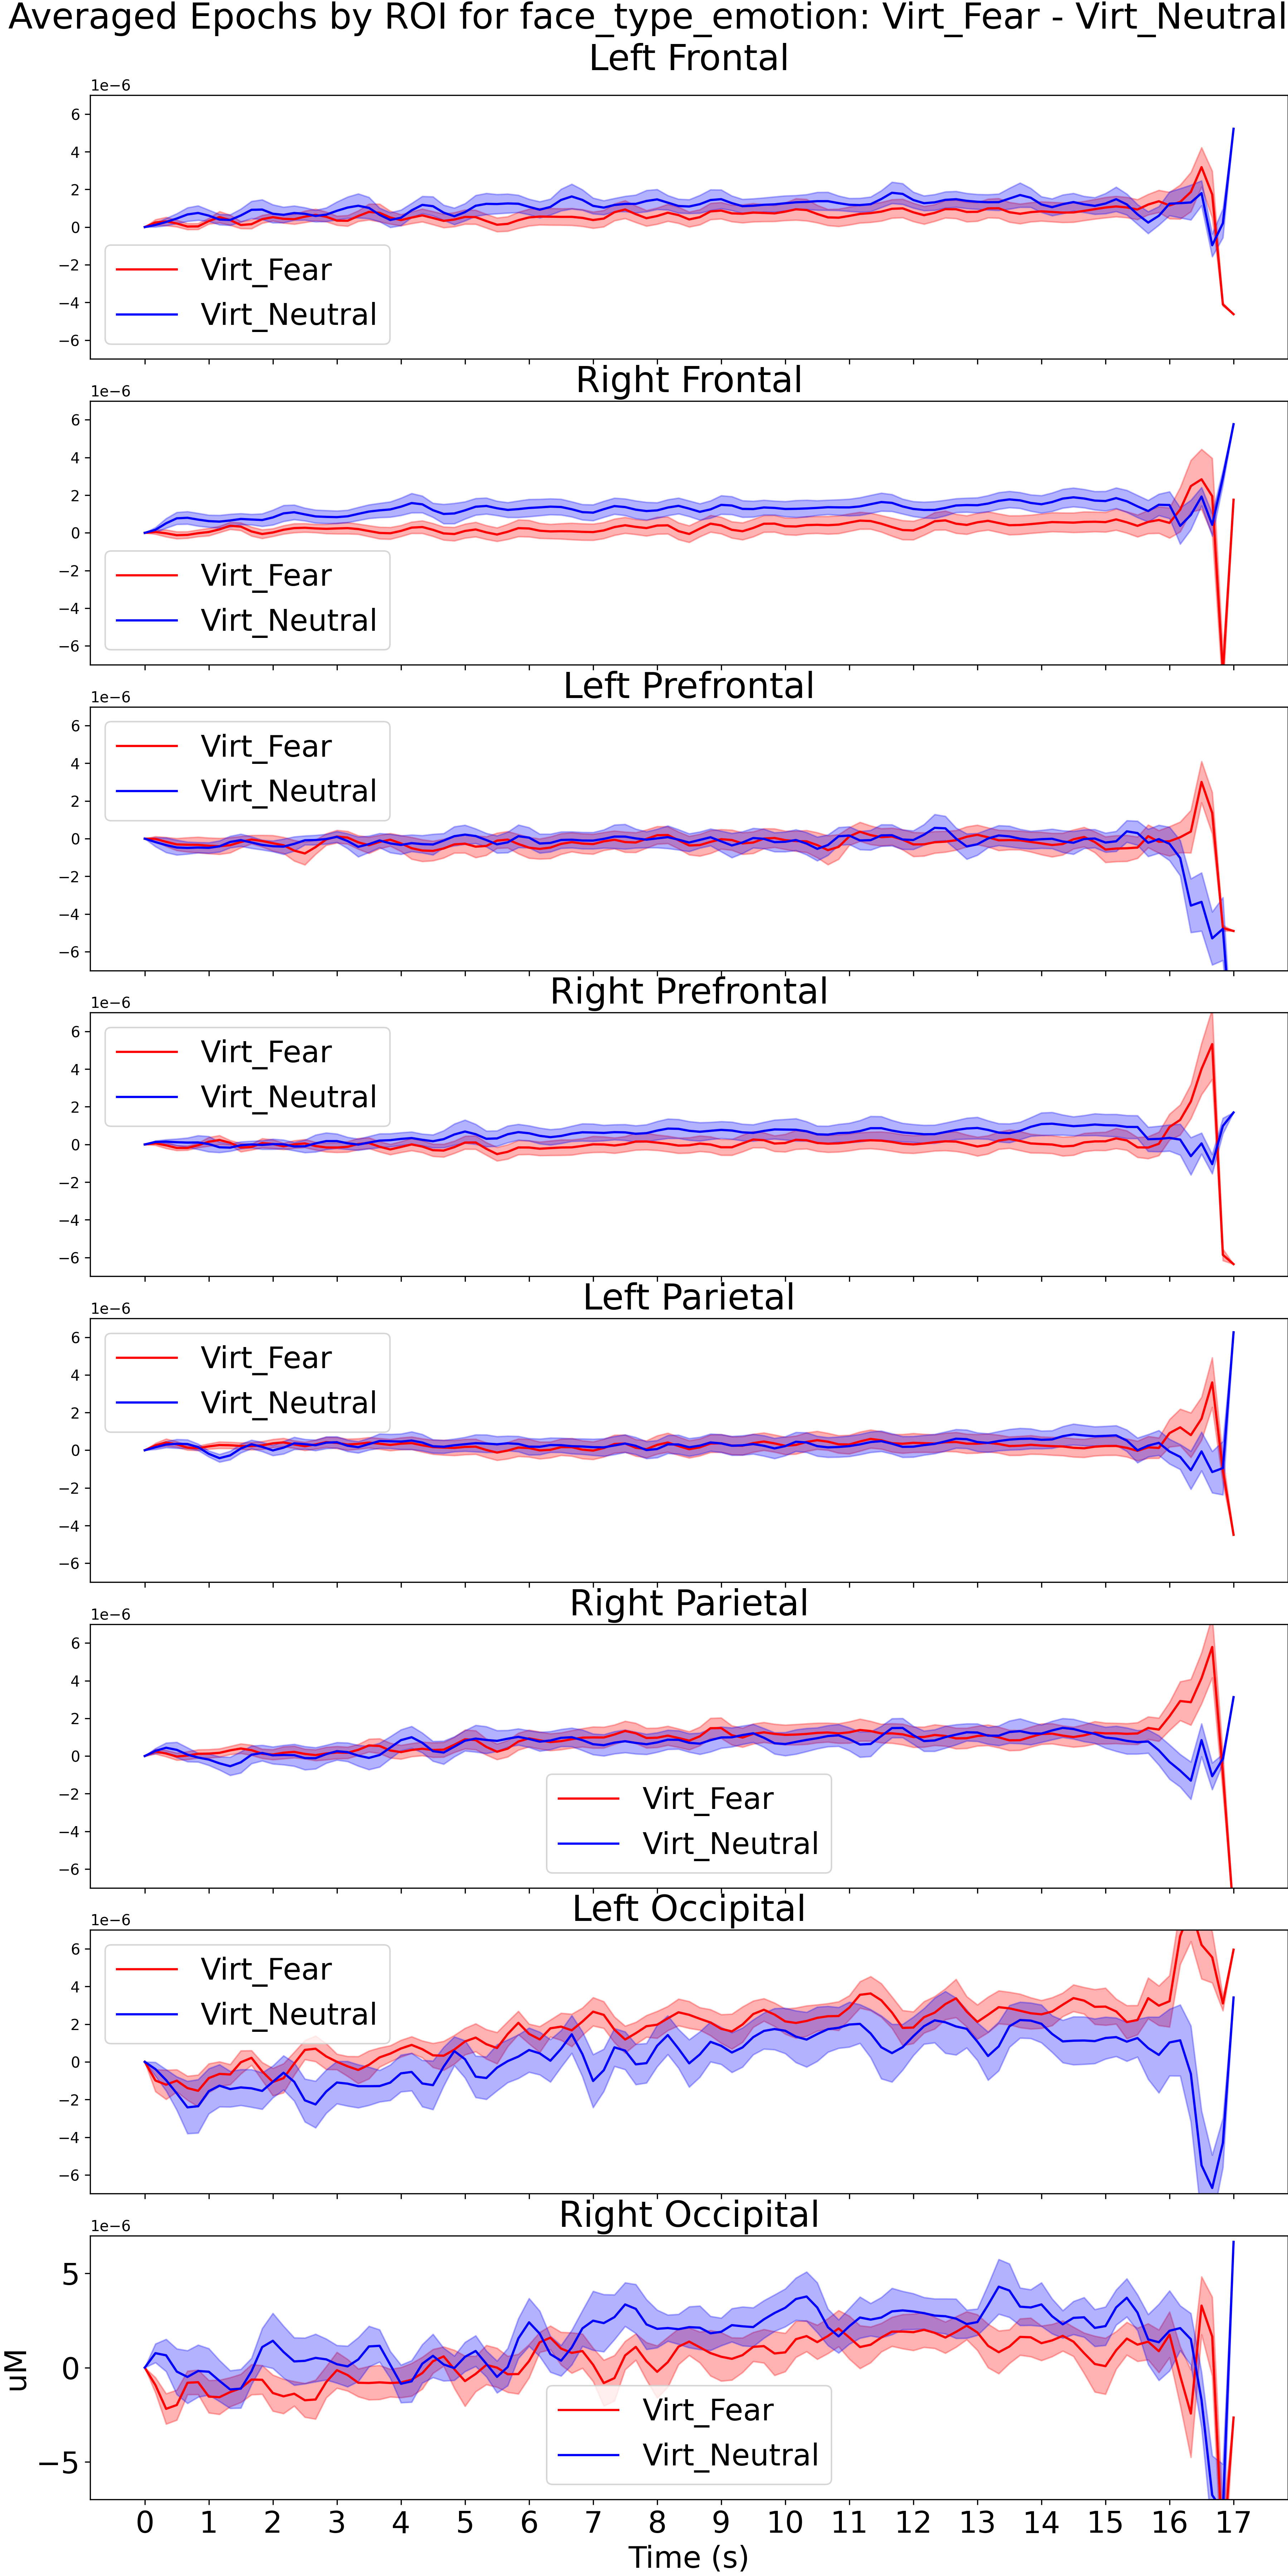 Averaged Epochs by ROI for face_type_emotion: Virt_Fear - Virt_Neutral
Left Frontal
1e−6
6
4
2
0
−2
−4
−6
Virt_Fear
Virt_Neutral
Right Frontal
1e−6
6
4
2
0
−2
−4
−6
Virt_Fear
Virt_Neutral
Left Prefrontal
1e−6
6
4
2
0
−2
−4
−6
Virt_Fear
Virt_Neutral
Right Prefrontal
1e−6
6
4
2
0
−2
−4
−6
Virt_Fear
Virt_Neutral
Left Parietal
1e−6
6
4
2
0
−2
−4
−6
Virt_Fear
Virt_Neutral
Right Parietal
1e−6
6
4
2
0
−2
−4
−6
Virt_Fear
Virt_Neutral
Left Occipital
1e−6
6
4
2
0
−2
−4
−6
Virt_Fear
Virt_Neutral
Right Occipital
1e−6
5
0
−5
uM
Virt_Fear
Virt_Neutral
0 1 2 3 4 5 6 7 8 9 10 11 12 13 14 15 16 17
Time (s)